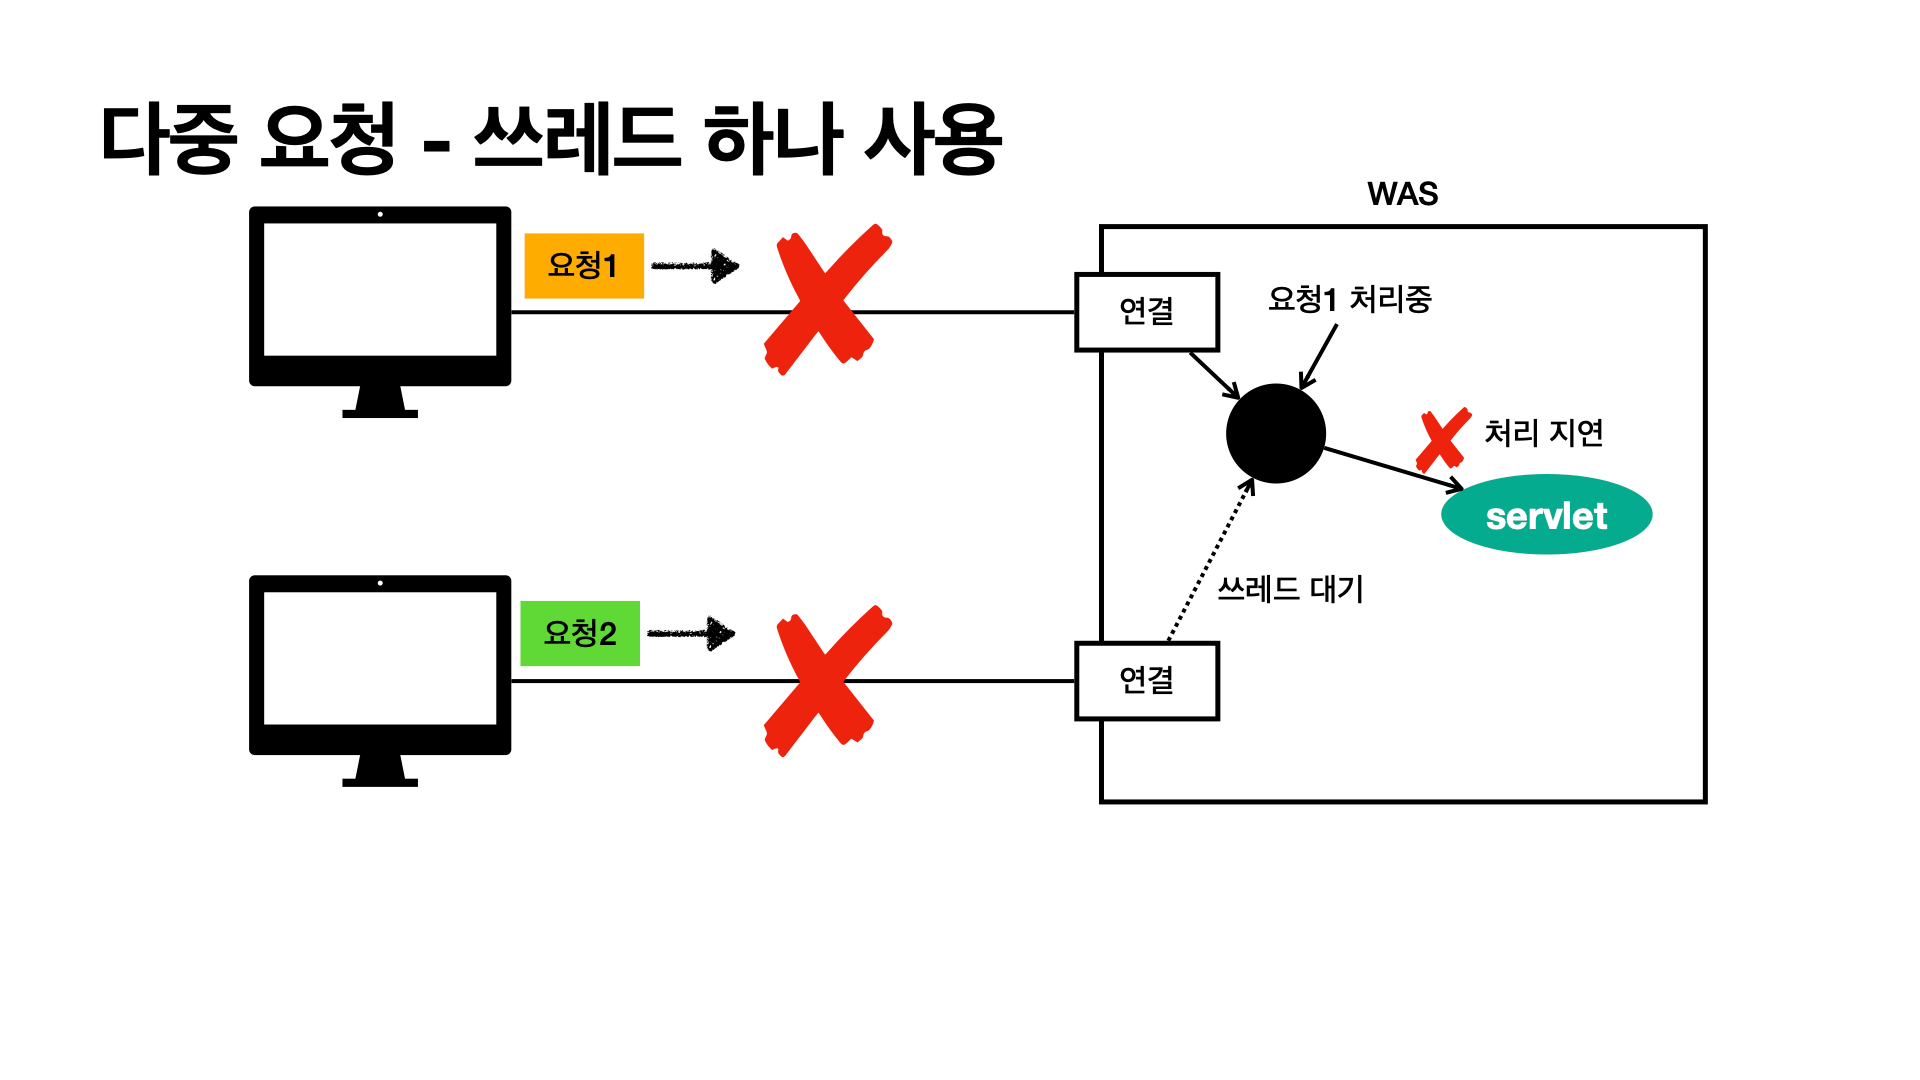 다중 요청 - 쓰레드 하나 사용
WAS
요청1
연결
요청1 처리중
처리 지연
servlet
쓰레드 대기
요청2
연결